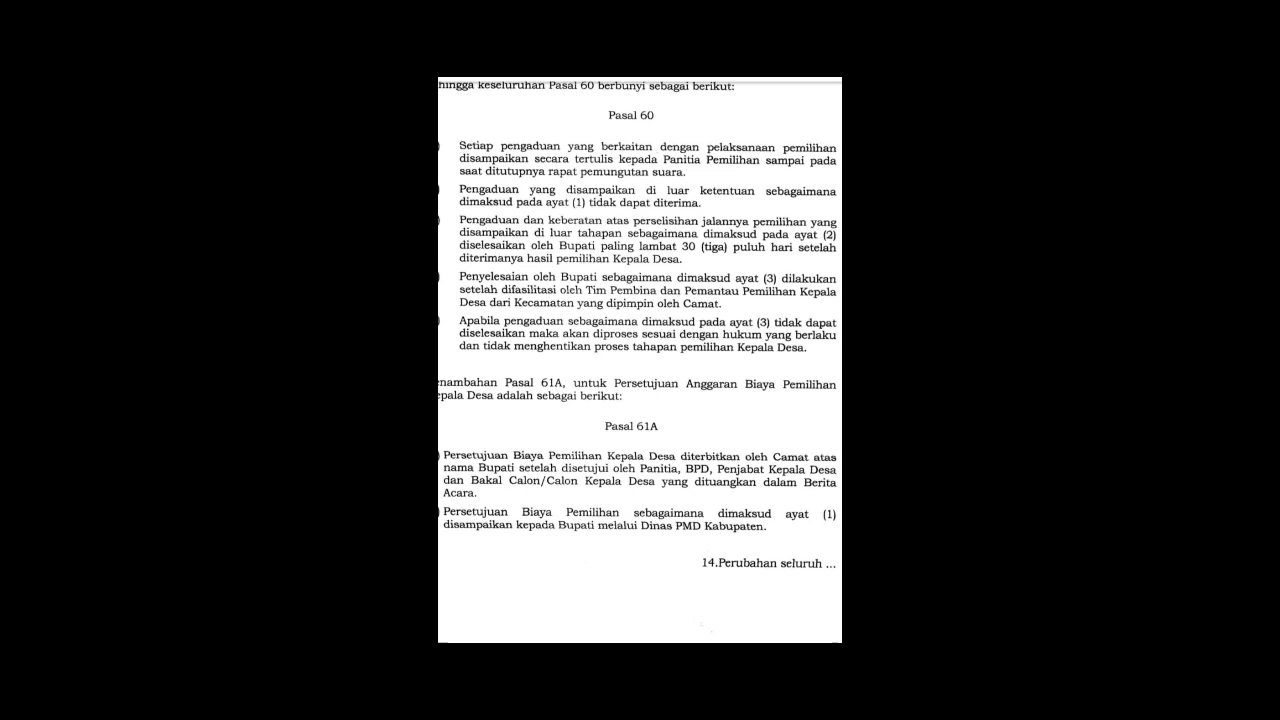 hingga keseluruhan Pasal 60 berbunyi sebagai berikut:
Pasal 60
) Setiap pengaduan yang berkaitan dengan pelaksanaan pemilihan
disampaikan secara tertulis kepada Panitia Pemilihan sampai pada
saat ditutupnya rapat pemungutan suara.
) Pengaduan yang disampaikan di luar ketentuan sebagaimana
dimaksud pada ayat (1) tidak dapat diterima.
) Pengaduan dan keberatan atas perselisihan jalannya pemilihan yang
disampaikan di luar tahapan sebagaimana dimaksud pada ayat (2)
diselesaikan oleh Bupati paling lambat 30 (tiga) puluh hari setelah
diterimanya hasil pemilihan Kepala Desa.
) Penyelesaian oleh Bupati sebagaimana dimaksud ayat (3) dilakukan
setelah difasilitasi oleh Tim Pembina dan Pemantau Pemilihan Kepala
Desa dari Kecamatan yang dipimpin oleh Camat.
) Apabila pengaduan sebagaimana dimaksud pada ayat (3) tidak dapat
diselesaikan maka akan diproses sesuai dengan hukum yang berlaku
dan tidak menghentikan proses tahapan pemilihan Kepala Desa.
enambahan Pasal 61A, untuk Persetujuan Anggaran Biaya Pemilihan
epala Desa adalah sebagai berikut:
Pasal 61A
) Persetujuan Biaya Pemilihan Kepala Desa diterbitkan oleh Camat atas
nama Bupati setelah disetujui oleh Panitia, BPD, Penjabat Kepala Desa
dan Bakal Calon/Calon Kepala Desa yang dituangkan dalam Berita
Acara.
) Persetujuan Biaya Pemilihan sebagaimana dimaksud ayat (1)
disampaikan kepada Bupati melalui Dinas PMD Kabupaten.
14.Perubahan seluruh ...